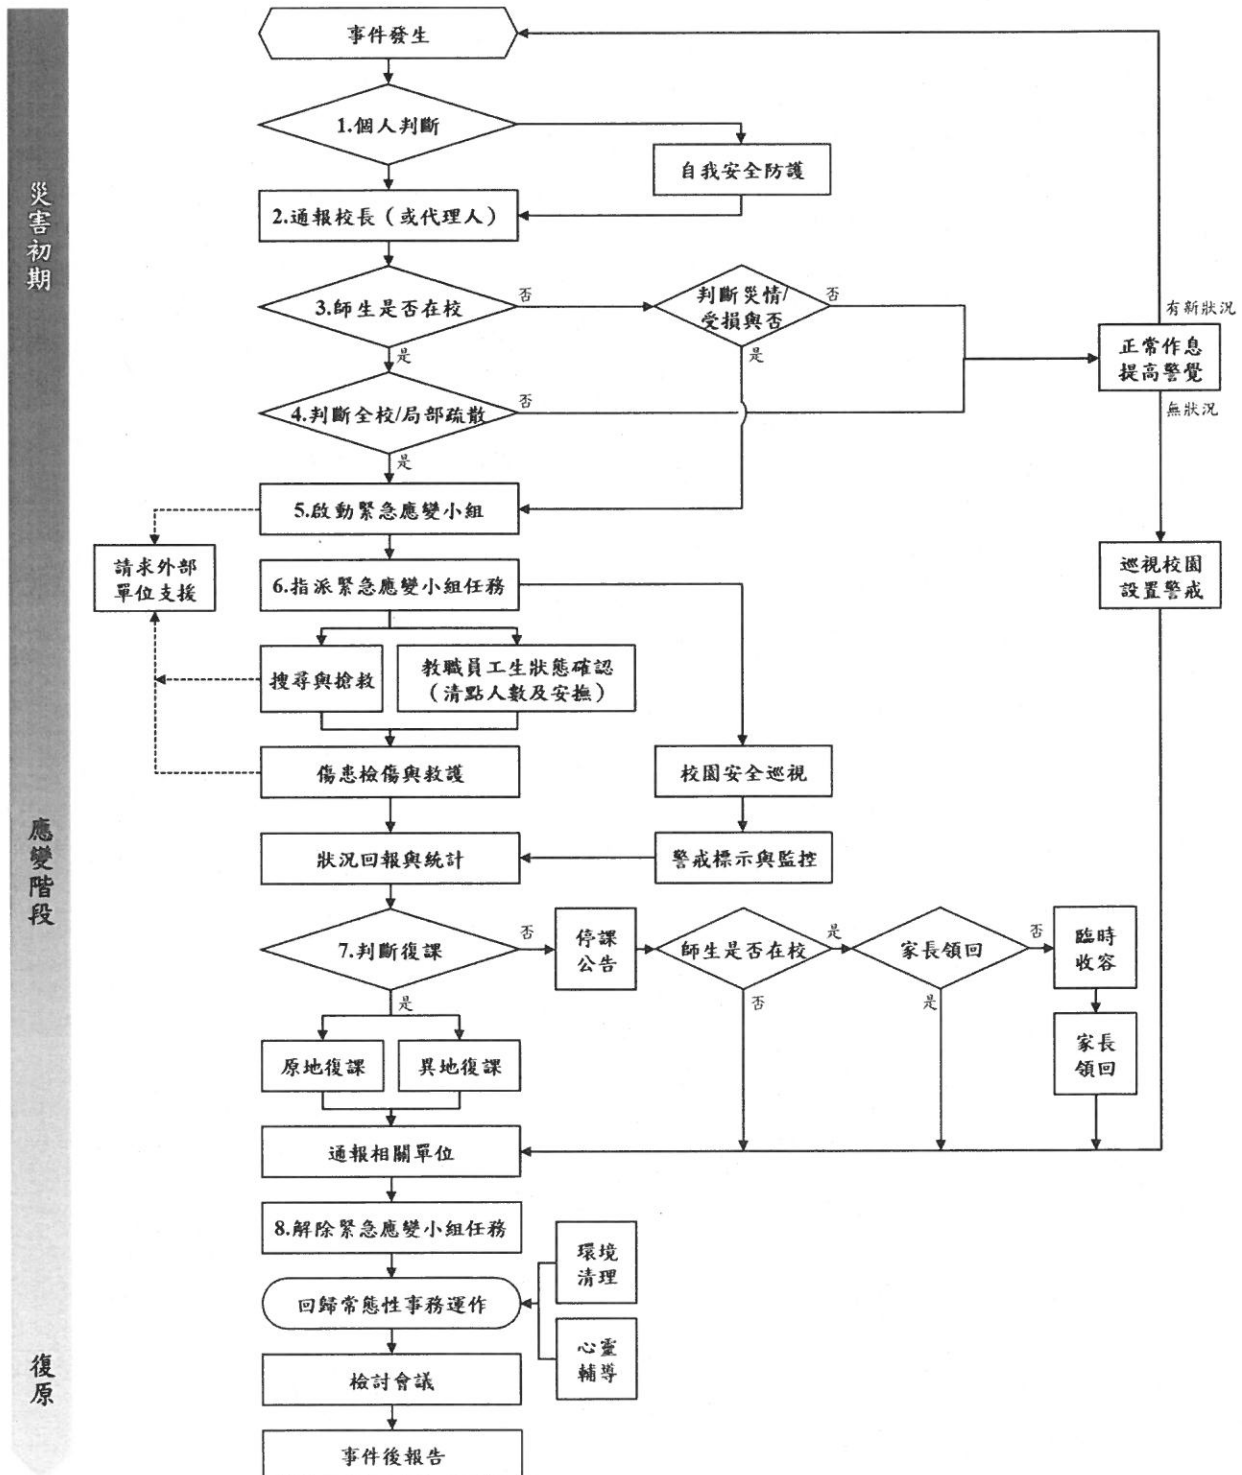 災害初期
應變階段
復原
事件發生
1.個人判斷
自我安全防護
2.通報校長（或代理人）
3.師生是否在校
否
是
判斷災情/
受損與否
否
是
有新狀況
正常作息
提高警覺
無狀況
4.判斷全校/局部疏散
否
是
5.啟動緊急應變小組
請求外部
單位支援
6.指派緊急應變小組任務
巡視校園
設置警戒
搜尋與搶救
教職員工生狀態確認
（清點人數及安撫）
傷患檢傷與救護
校園安全巡視
狀況回報與統計
警戒標示與監控
7.判斷復課
否
是
停課
公告
師生是否在校
是
否
家長領回
否
是
臨時
收容
家長
領回
原地復課
異地復課
通報相關單位
8.解除緊急應變小組任務
環境
清理
回歸常態性事務運作
心靈
輔導
檢討會議
事件後報告